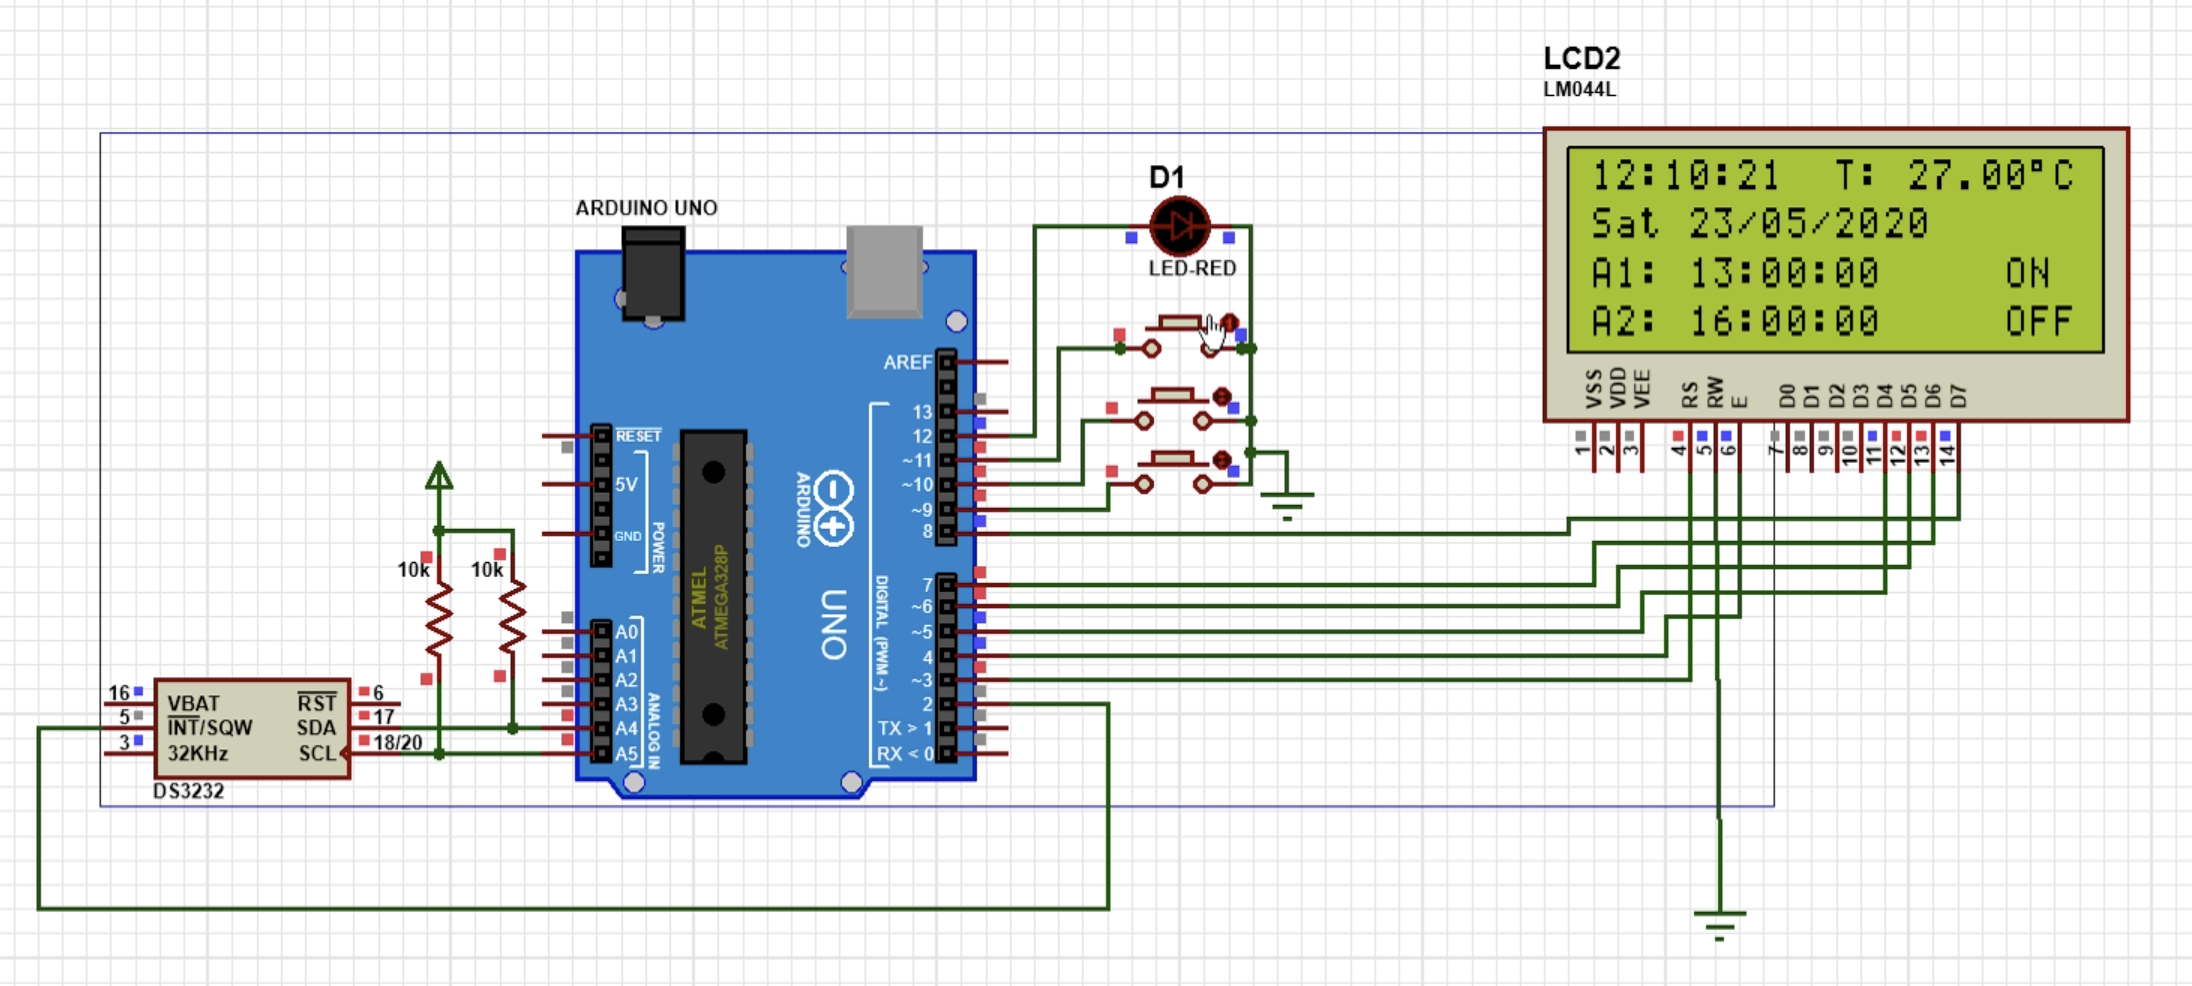 LCD2
LM044L
12:10:21 T: 27.00°C
Sat 23/05/2020
A1: 13:00:00 ON
A2: 16:00:00 OFF
VSS
VDD
VEE
RS
RW
E
D0
D1
D2
D3
D4
D5
D6
D7
1
2
3
4
5
6
7
8
9
10
11
12
13
14
D1
LED-RED
ARDUINO UNO
AREF
13
12
~11
~10
~9
8
7
~6
~5
4
~3
2
TX > 1
RX < 0
DIGITAL (PWM ~)
RESET
5V
GND
POWER
A0
A1
A2
A3
A4
A5
ANALOG IN
ATMEL
ATMEGA328P
ARDUINO
UNO
10k
10k
16 VBAT
5 INT/SQW
3 32KHz
RST 6
SDA 17
SCL 18/20
DS3232